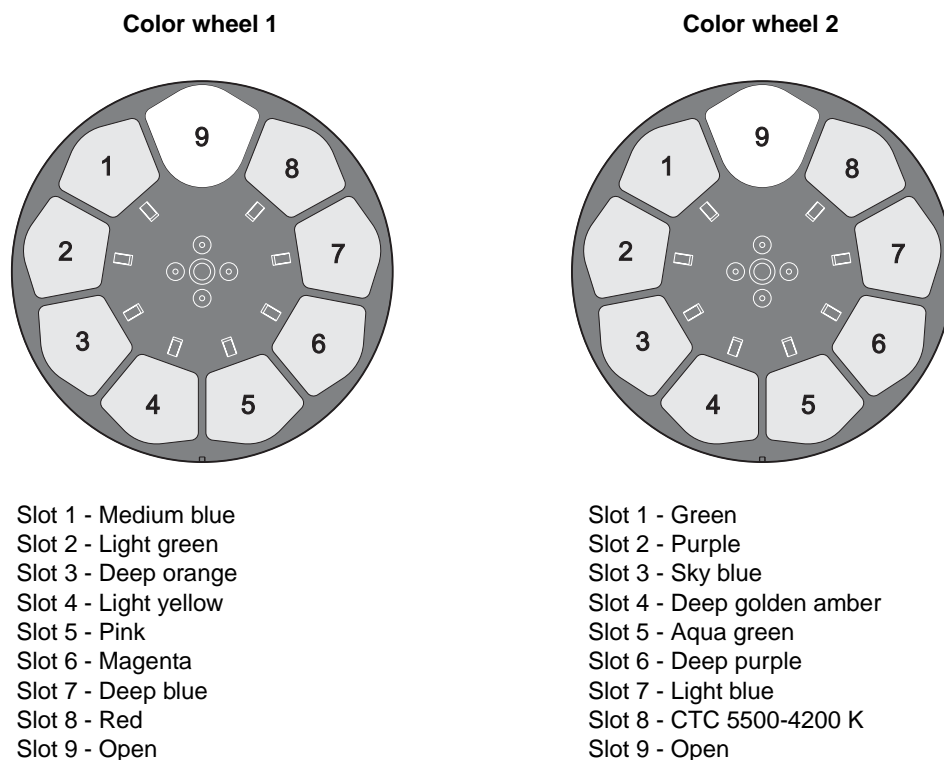 Color wheel 1
9
1
8
2
7
3
6
4
5
Slot 1 - Medium blue
Slot 2 - Light green
Slot 3 - Deep orange
Slot 4 - Light yellow
Slot 5 - Pink
Slot 6 - Magenta
Slot 7 - Deep blue
Slot 8 - Red
Slot 9 - Open
Color wheel 2
9
1
8
2
7
3
6
4
5
Slot 1 - Green
Slot 2 - Purple
Slot 3 - Sky blue
Slot 4 - Deep golden amber
Slot 5 - Aqua green
Slot 6 - Deep purple
Slot 7 - Light blue
Slot 8 - CTC 5500-4200 K
Slot 9 - Open